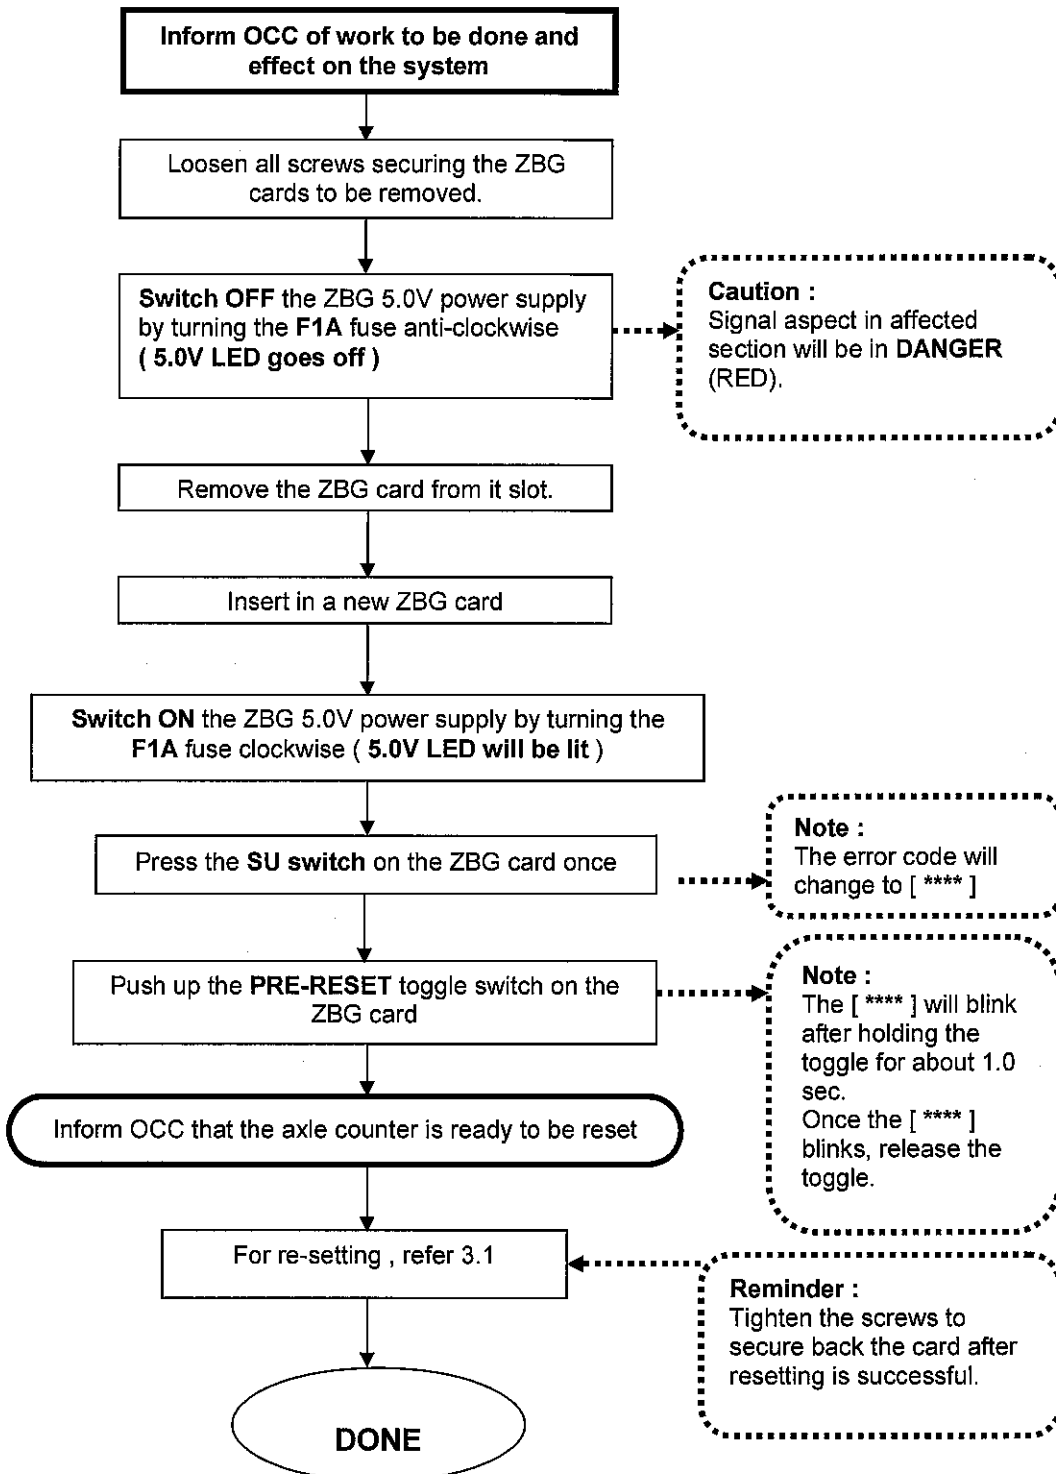 Inform OCC of work to be done and
effect on the system
Loosen all screws securing the ZBG
cards to be removed.
Switch OFF the ZBG 5.0V power supply
by turning the F1A fuse anti-clockwise
( 5.0V LED goes off )
Caution :
Signal aspect in affected
section will be in DANGER
(RED).
Remove the ZBG card from it slot.
Insert in a new ZBG card
Switch ON the ZBG 5.0V power supply by turning the
F1A fuse clockwise ( 5.0V LED will be lit )
Press the SU switch on the ZBG card once
Note :
The error code will
change to [ **** ]
Push up the PRE-RESET toggle switch on the
ZBG card
Note :
The [ **** ] will blink
after holding the
toggle for about 1.0
sec.
Once the [ **** ]
blinks, release the
toggle.
Inform OCC that the axle counter is ready to be reset
For re-setting , refer 3.1
Reminder :
Tighten the screws to
secure back the card after
resetting is successful.
DONE